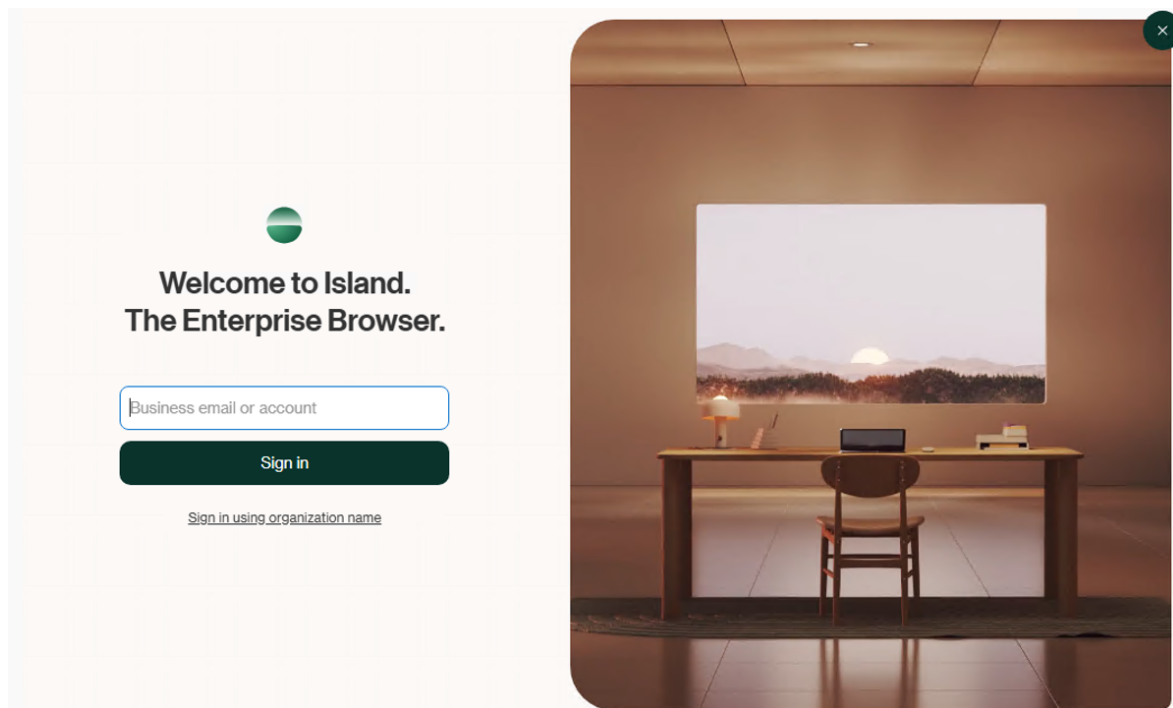 Welcome to Island.
The Enterprise Browser.
Business email or account
Sign in
Sign in using organization name